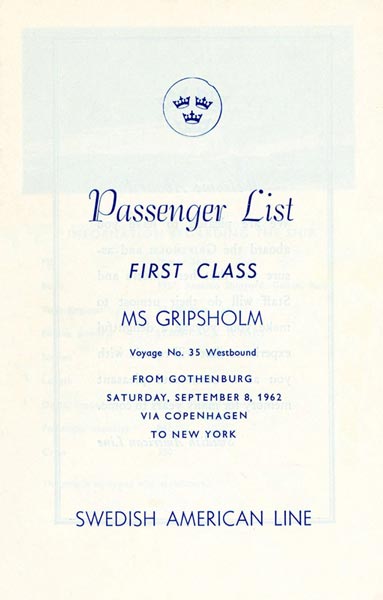 Passenger List
FIRST CLASS
MS GRIPSHOLM
Voyage No. 35 Westbound
FROM GOTHENBURG
SATURDAY, SEPTEMBER 8, 1962
VIA COPENHAGEN
TO NEW YORK
SWEDISH AMERICAN LINE